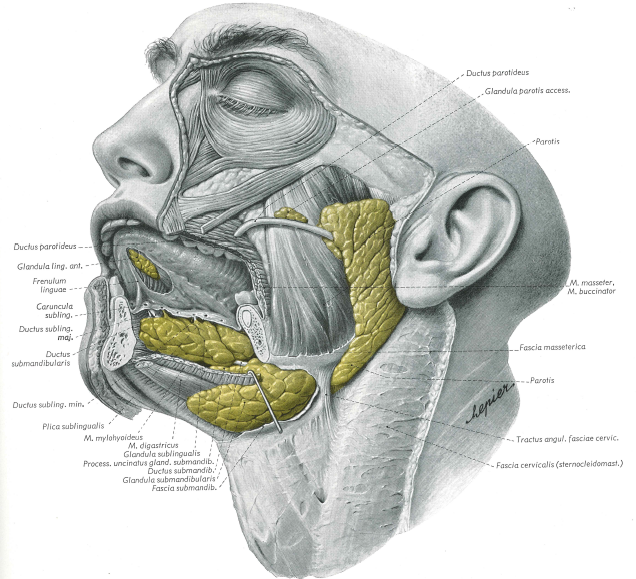 Ductus parotideus
Glandula parotis access.
Parotis
Ductus parotideus
Glandula ling. ant.
Frenulum
linguae
Caruncula
subling.
Ductus subling.
maj.
Ductus
submandibularis
Ductus subling. min.
Plica sublingualis
M. mylohyoideus
M. digastricus
Glandula sublingualis
Process. uncinatus gland. submandib.
Ductus submandib.
Glandula submandibularis
Fascia submandib.
M. masseter,
M. buccinator
Fascia masseterica
Parotis
lepier.
Tractus angul. fasciae cervic.
Fascia cervicalis (sternocleidomast.)